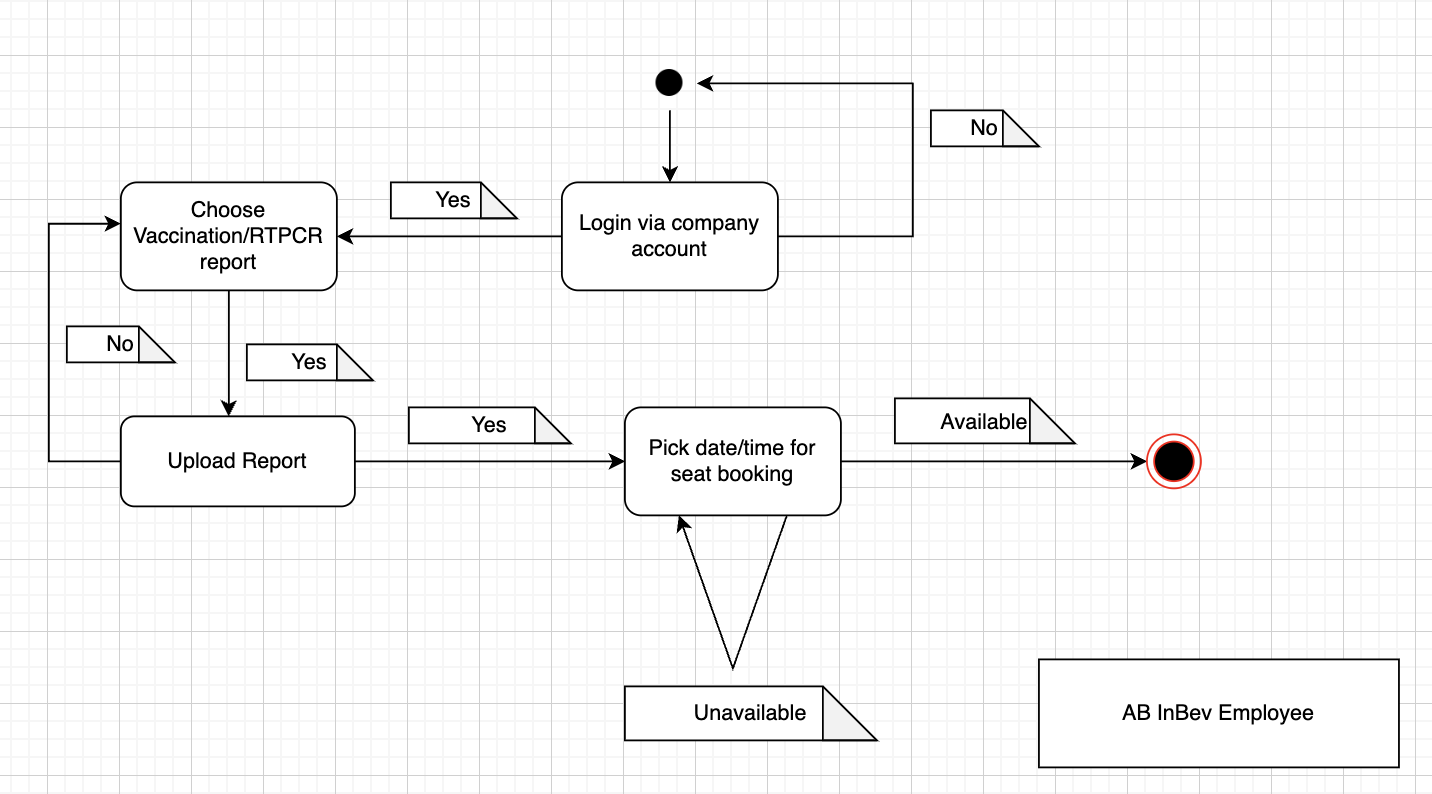 No
Yes
Login via company
account
Choose
Vaccination/RTPCR
report
No
Yes
Upload Report
Yes
Pick date/time for
seat booking
Available
Unavailable
AB InBev Employee